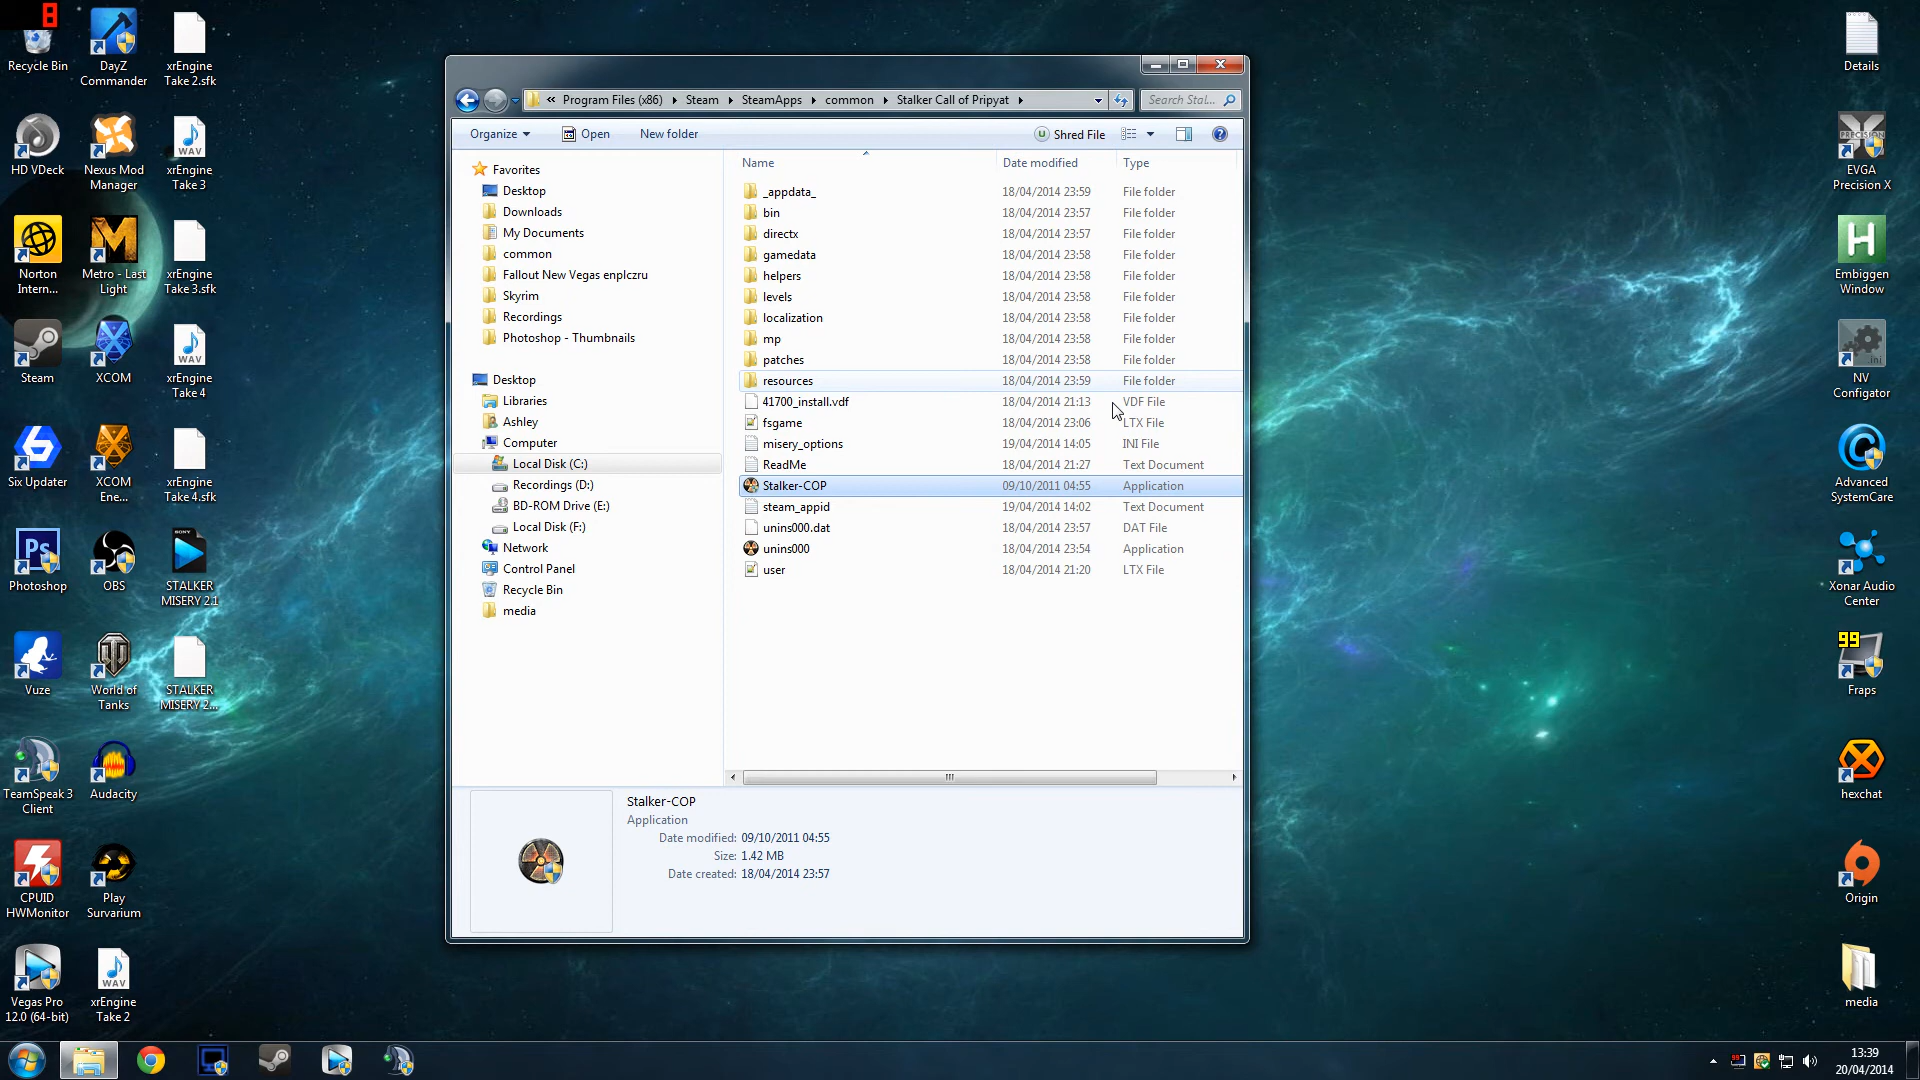 8
Recycle Bin
DayZ
Commander
xrEngine
Take 2.sfk
HD VDeck
Nexus Mod
Manager
WAV
xrEngine
Take 3
Norton
Intern...
Metro - Last
Light
xrEngine
Take 3.sfk
Steam
XCOM
WAV
xrEngine
Take 4
Six Updater
XCOM
Ene...
xrEngine
Take 4.sfk
Ps
Photoshop
OBS
SONY
STALKER
MISERY 2.1
Vuze
World of
Tanks
STALKER
MISERY 2...
TeamSpeak 3
Client
Audacity
CPUID
HWMonitor
Play
Survarium
Vegas Pro
12.0 (64-bit)
WAV
xrEngine
Take 2
« Program Files (x86) Steam SteamApps common Stalker Call of Pripyat
Search Stal...
Organize Open New folder Shred File
Favorites
Desktop
Downloads
My Documents
common
Fallout New Vegas enplczru
Skyrim
Recordings
Photoshop - Thumbnails
Desktop
Libraries
Ashley
Computer
Local Disk (C:)
Recordings (D:)
BD-ROM Drive (E:)
Local Disk (F:)
Network
Control Panel
Recycle Bin
media
Name Date modified Type
_appdata_ 18/04/2014 23:59 File folder
bin 18/04/2014 23:57 File folder
directx 18/04/2014 23:57 File folder
gamedata 18/04/2014 23:58 File folder
helpers 18/04/2014 23:58 File folder
levels 18/04/2014 23:58 File folder
localization 18/04/2014 23:58 File folder
mp 18/04/2014 23:58 File folder
patches 18/04/2014 23:58 File folder
resources 18/04/2014 23:59 File folder
41700_install.vdf 18/04/2014 21:13 VDF File
fsgame 18/04/2014 23:06 LTX File
misery_options 19/04/2014 14:05 INI File
ReadMe 18/04/2014 21:27 Text Document
Stalker-COP 09/10/2011 04:55 Application
steam_appid 19/04/2014 14:02 Text Document
unins000.dat 18/04/2014 23:57 DAT File
unins000 18/04/2014 23:54 Application
user 18/04/2014 21:20 LTX File
Stalker-COP
Application
Date modified: 09/10/2011 04:55
Size: 1.42 MB
Date created: 18/04/2014 23:57
Details
PRECISION
EVGA
Precision X
H
Embiggen
Window
.ini
NV
Configator
Advanced
SystemCare
Xonar Audio
Center
99
Fraps
hexchat
Origin
media
13:39
20/04/2014